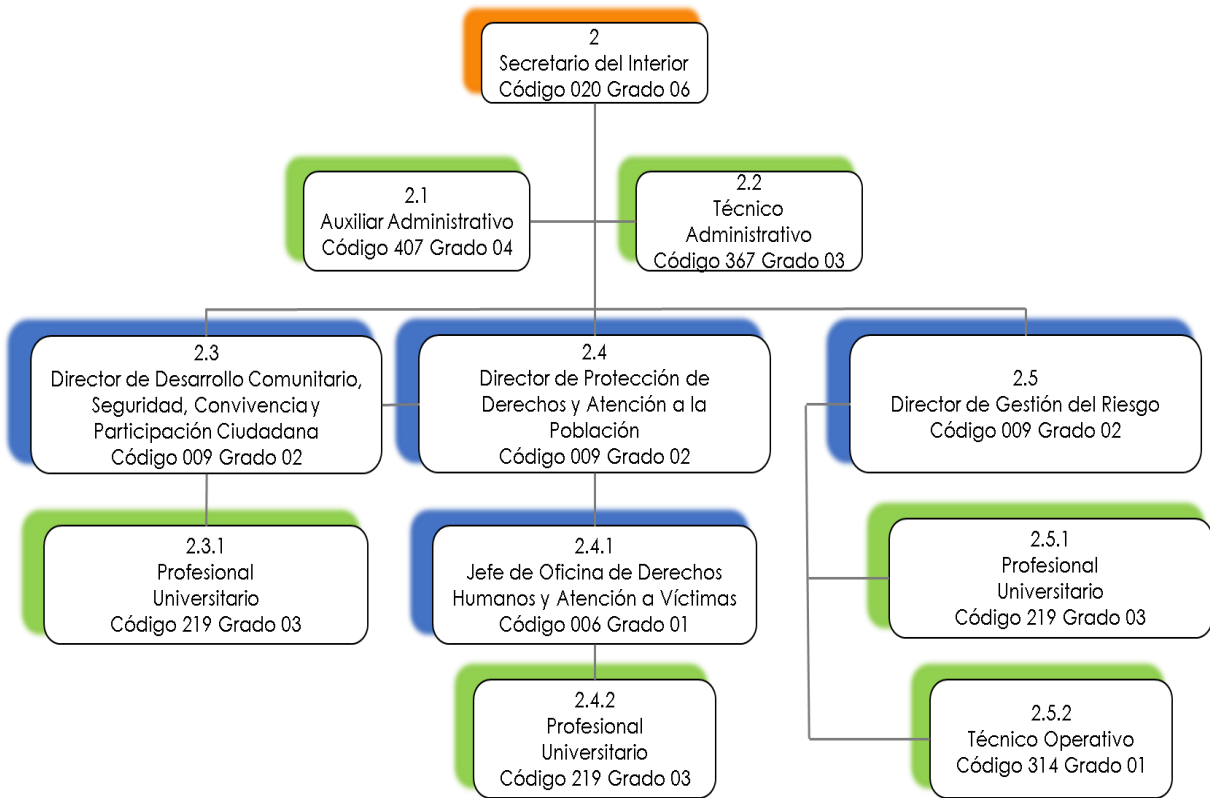 2
Secretario del Interior
Código 020 Grado 06
2.1
Auxiliar Administrativo
Código 407 Grado 04
2.2
Técnico
Administrativo
Código 367 Grado 03
2.3
Director de Desarrollo Comunitario,
Seguridad, Convivencia y
Participación Ciudadana
Código 009 Grado 02
2.4
Director de Protección de
Derechos y Atención a la
Población
Código 009 Grado 02
2.5
Director de Gestión del Riesgo
Código 009 Grado 02
2.3.1
Profesional
Universitario
Código 219 Grado 03
2.4.1
Jefe de Oficina de Derechos
Humanos y Atención a Víctimas
Código 006 Grado 01
2.5.1
Profesional
Universitario
Código 219 Grado 03
2.4.2
Profesional
Universitario
Código 219 Grado 03
2.5.2
Técnico Operativo
Código 314 Grado 01